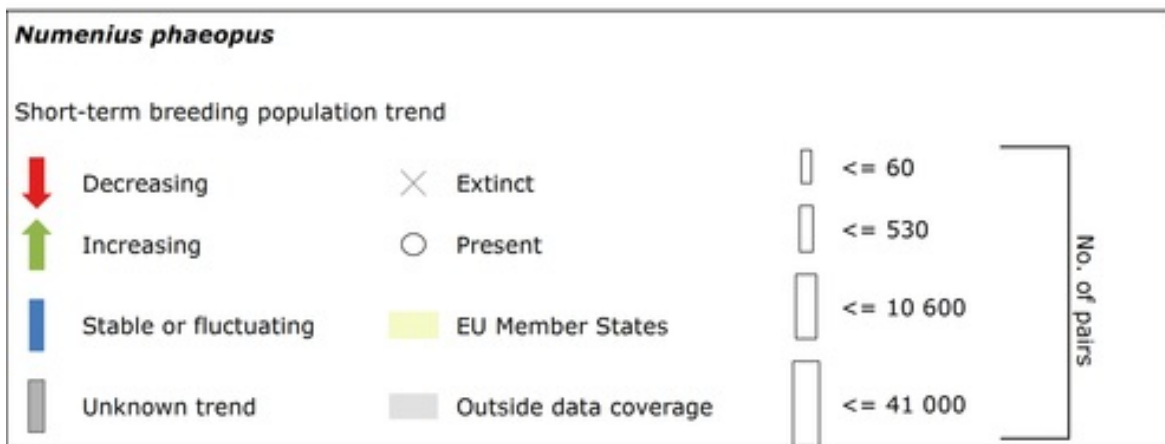 Numenius phaeopus
Short-term breeding population trend
Decreasing
Increasing
Stable or fluctuating
Unknown trend
Extinct
Present
EU Member States
Outside data coverage
<= 60
<= 530
<= 10 600
<= 41 000
No. of pairs